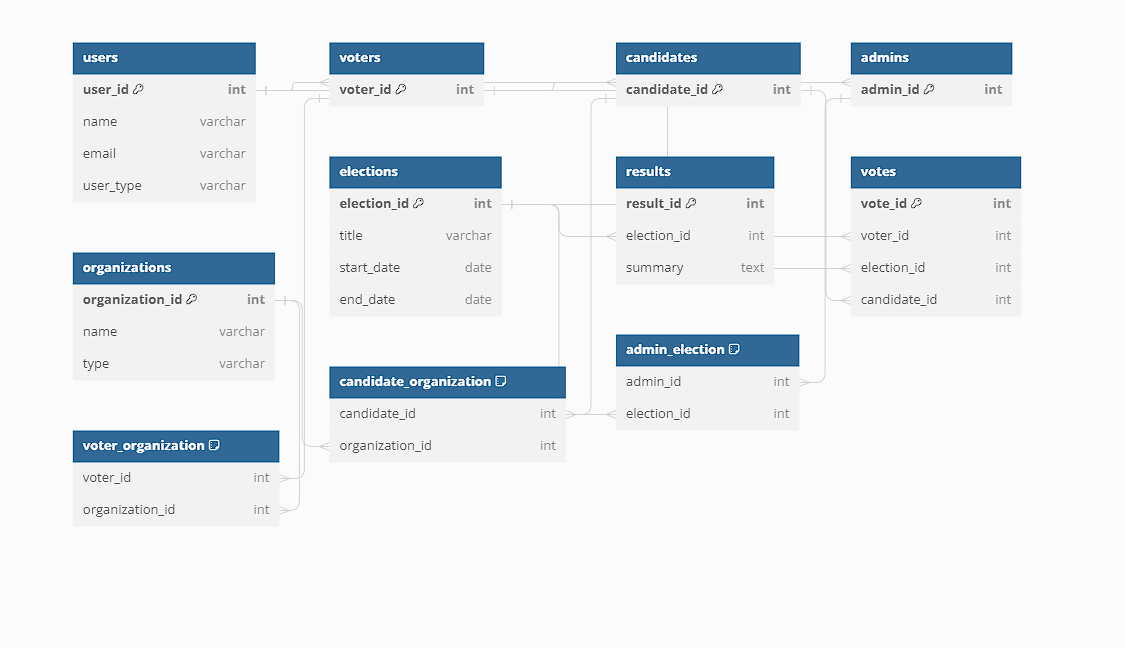 users
user_id int
name varchar
email varchar
user_type varchar
voters
voter_id int
candidates
candidate_id int
admins
admin_id int
elections
election_id int
title varchar
start_date date
end_date date
results
result_id int
election_id int
summary text
votes
vote_id int
voter_id int
election_id int
candidate_id int
organizations
organization_id int
name varchar
type varchar
candidate_organization
candidate_id int
organization_id int
admin_election
admin_id int
election_id int
voter_organization
voter_id int
organization_id int